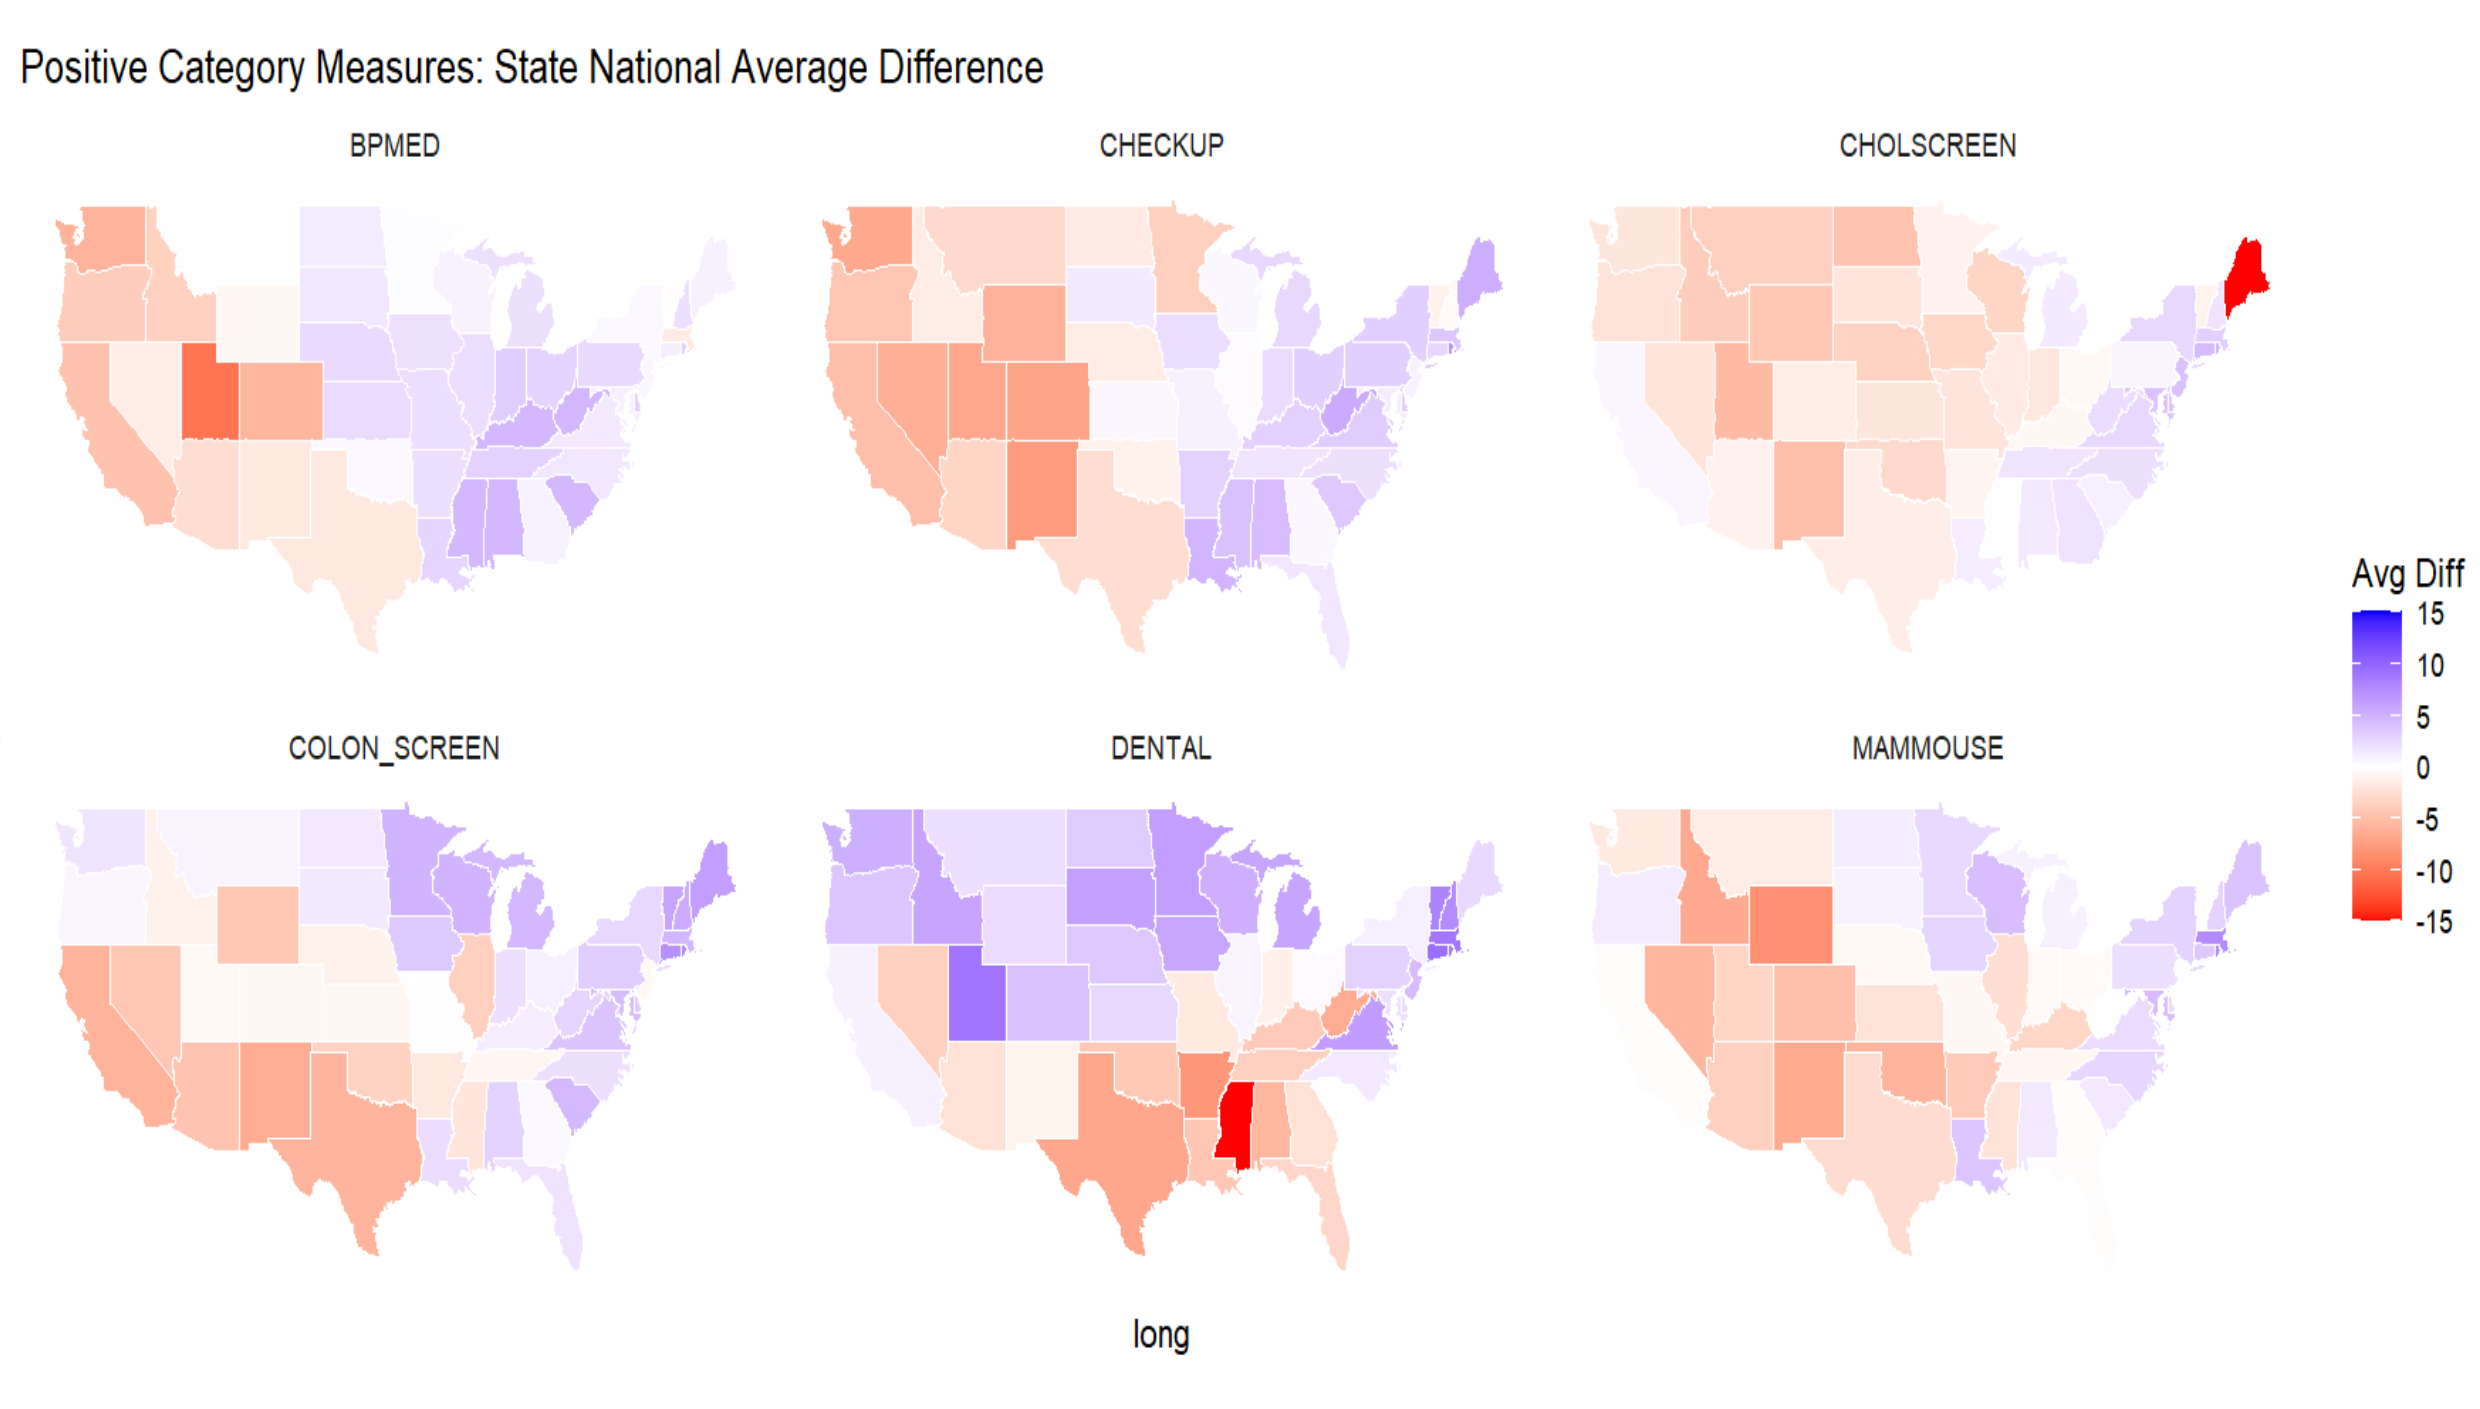 Positive Category Measures: State National Average Difference
BPMED
CHECKUP
CHOLSCREEN
COLON_SCREEN
DENTAL
MAMMOUSE
Avg Diff
15
10
5
0
-5
-10
-15
long